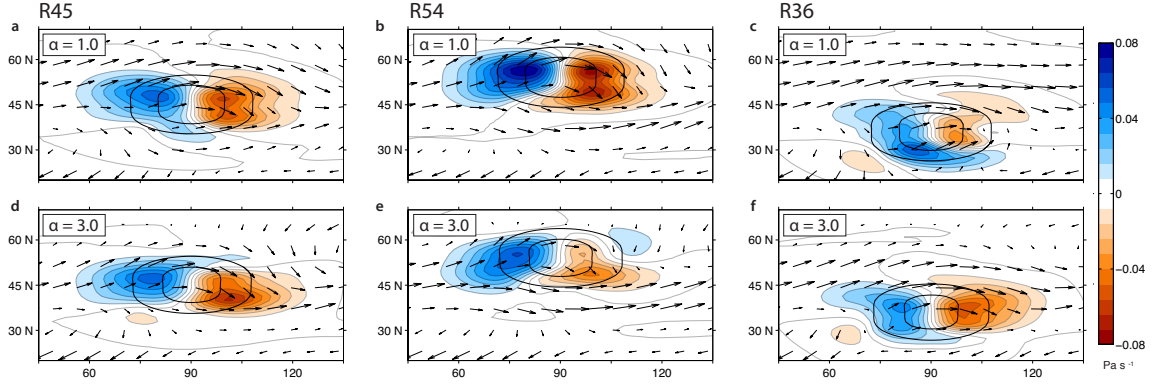 R45 R54 R36
a b c
α = 1.0 α = 1.0 α = 1.0 0.08
60 N 60 N 60 N
0.04
45 N 45 N 45 N
30 N 30 N 30 N
0
d e f
α = 3.0 α = 3.0 α = 3.0
60 N 60 N 60 N
−0.04
45 N 45 N 45 N
30 N 30 N 30 N
−0.08
Pa s⁻¹
60 90 120 60 90 120 60 90 120